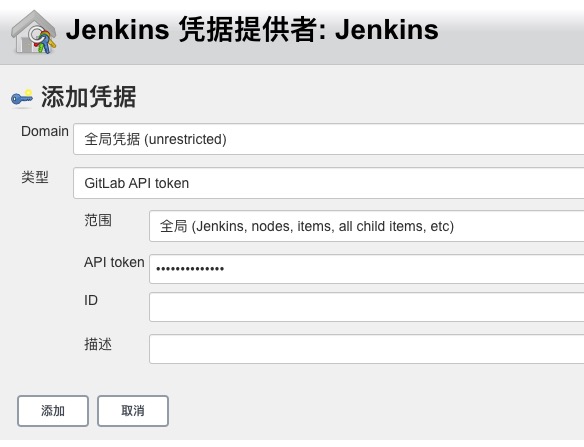 Jenkins 凭据提供者: Jenkins
添加凭据
Domain 全局凭据 (unrestricted)
类型 GitLab API token
范围 全局 (Jenkins, nodes, items, all child items, etc)
API token ••••••••••••••
ID
描述
添加 取消